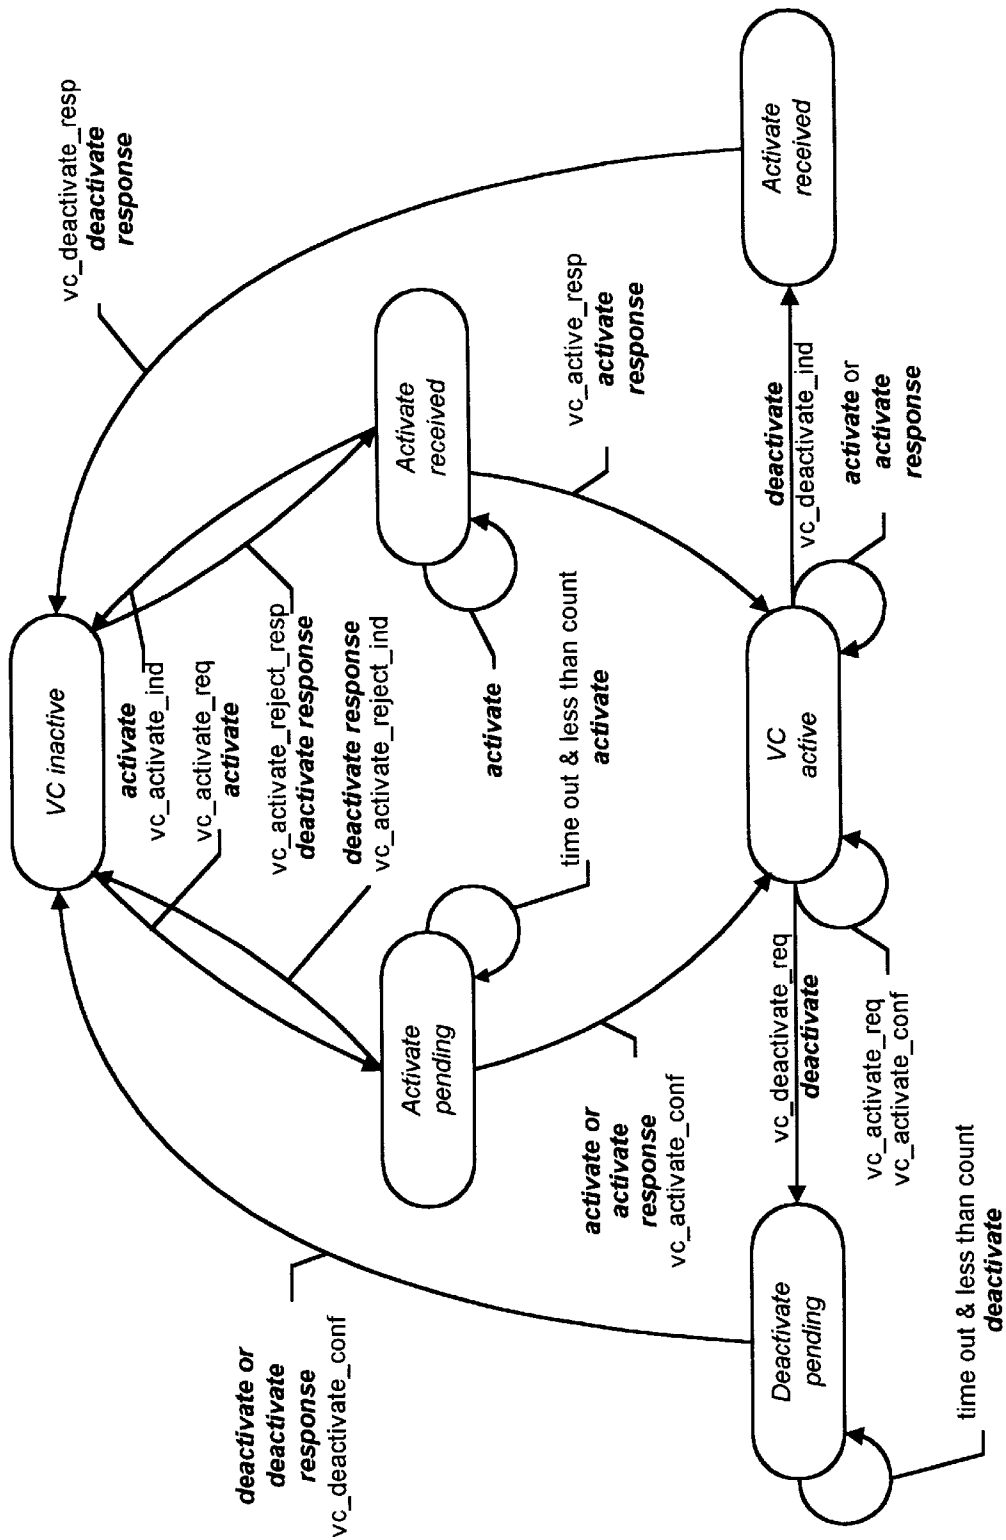 VC inactive
vc_deactivate_resp
deactivate
response
deactivate or
deactivate
response
vc_deactivate_conf
activate
vc_activate_ind
vc_activate_req
activate
vc_activate_reject_resp
deactivate response
deactivate response
vc_activate_reject_ind
Activate
pending
Activate
received
activate
time out & less than count
activate
activate or
activate
response
vc_activate_conf
vc_active_resp
activate
response
Deactivate
pending
vc_deactivate_req
deactivate
VC
active
deactivate
vc_deactivate_ind
Activate
received
time out & less than count
deactivate
vc_activate_req
vc_activate_conf
activate or
activate
response